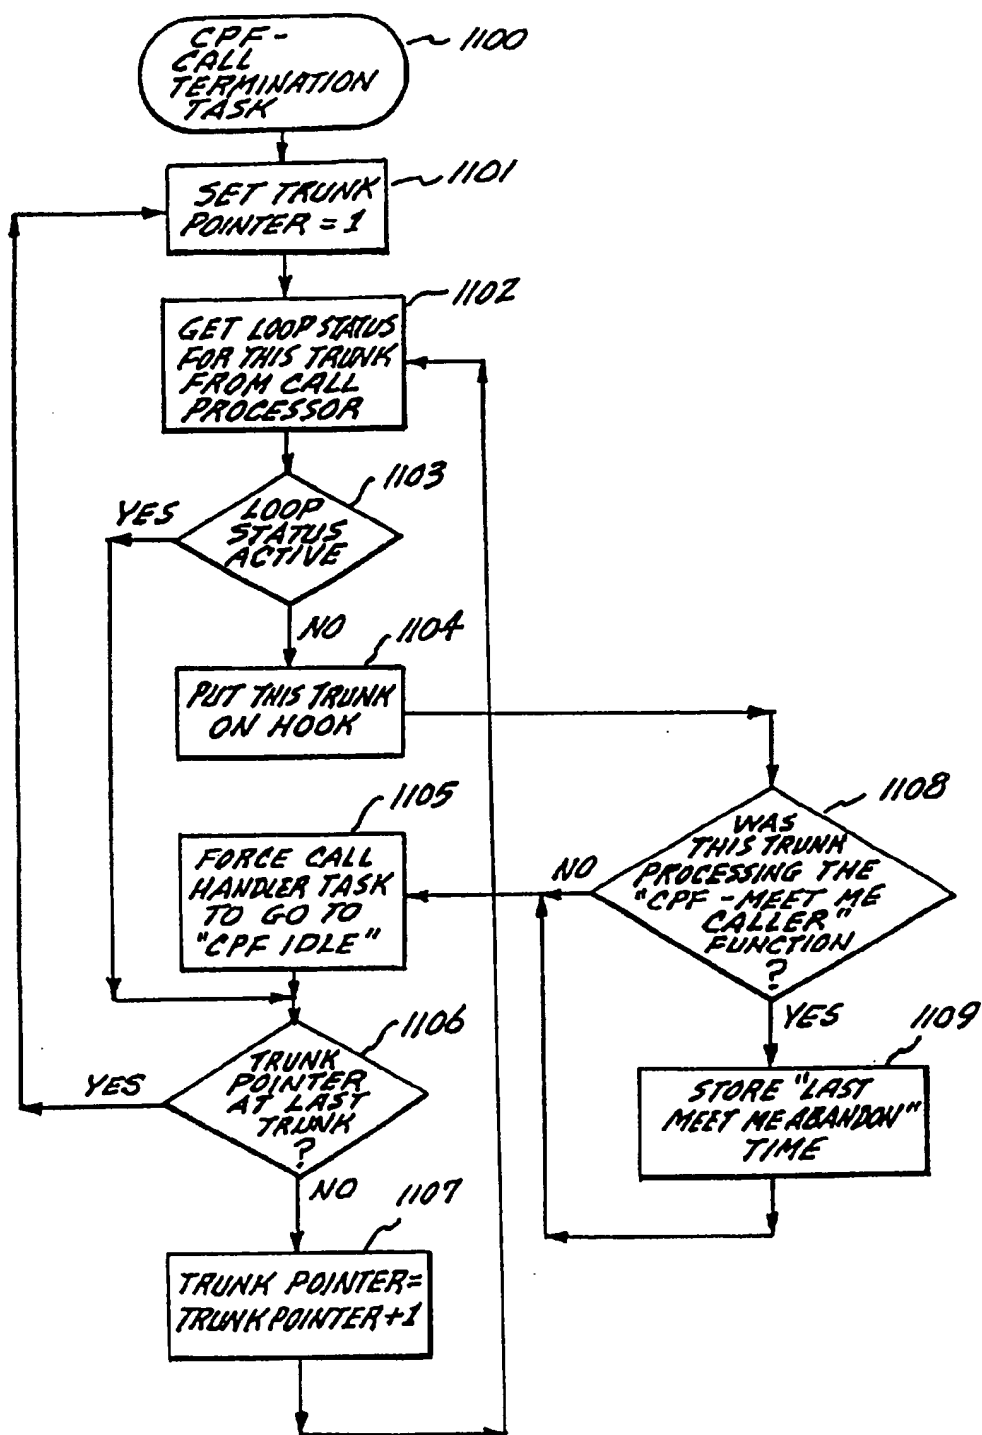 CPF-
CALL
TERMINATION
TASK
1100
SET TRUNK
POINTER = 1
1101
GET LOOP STATUS
FOR THIS TRUNK
FROM CALL
PROCESSOR
1102
LOOP
STATUS
ACTIVE
1103
YES
NO
PUT THIS TRUNK
ON HOOK
1104
WAS
THIS TRUNK
PROCESSING THE
"CPF-MEET ME
CALLER"
FUNCTION
?
1108
NO
YES
STORE "LAST
MEET ME ABANDON"
TIME
1109
FORCE CALL
HANDLER TASK
TO GO TO
"CPF IDLE"
1105
TRUNK
POINTER
AT LAST
TRUNK
?
1106
YES
NO
TRUNK POINTER=
TRUNK POINTER+1
1107